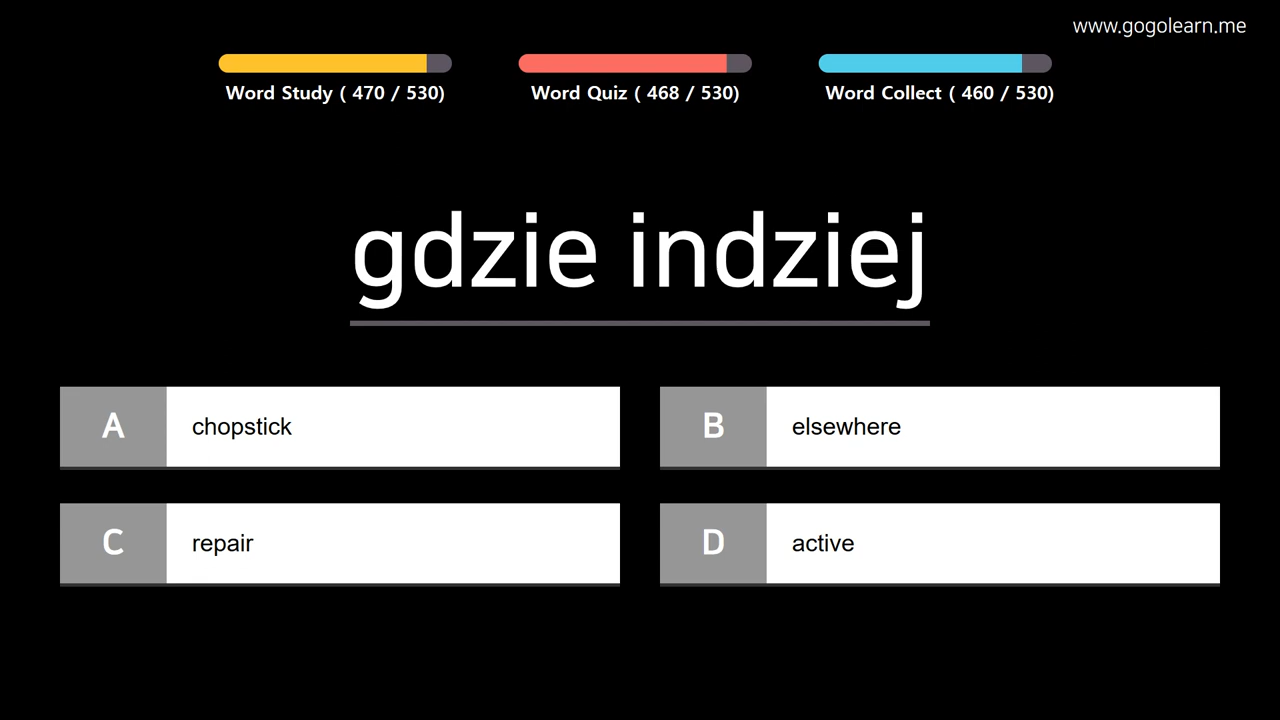 www.gogolearn.me
Word Study ( 470 / 530)
Word Quiz ( 468 / 530)
Word Collect ( 460 / 530)
gdzie indziej
A chopstick
B elsewhere
C repair
D active